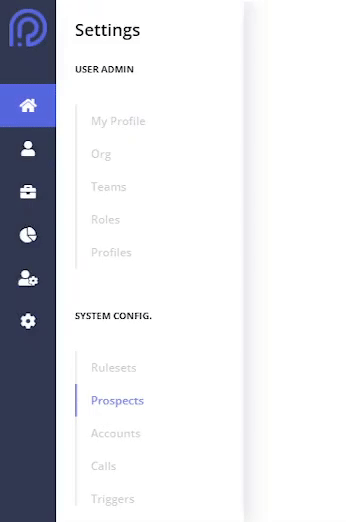 Settings
USER ADMIN
My Profile
Org
Teams
Roles
Profiles
SYSTEM CONFIG.
Rulesets
Prospects
Accounts
Calls
Triggers